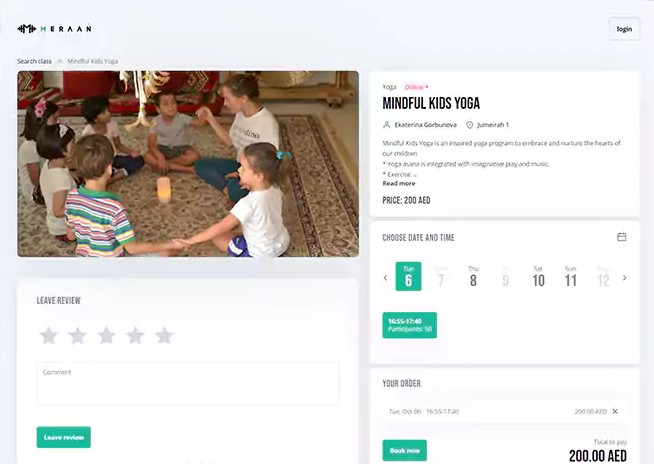 MERAAN
login
Search class
Mindful Kids Yoga
Yoga Online
MINDFUL KIDS YOGA
Ekaterina Gorbunova Jumeirah 1
Mindful Kids Yoga is an inspired yoga program to embrace and nurture the hearts of
our children.
* Yoga asana is integrated with imaginative play and music,
* Exercise ...
Read more
PRICE: 200 AED
CHOOSE DATE AND TIME
Tue Thu Sat Sun
6 7 8 9 10 11 12
16:55-17:40
Participants: 50
LEAVE REVIEW
Comment
Leave review
YOUR ORDER
Tue, Oct 06 16:55-17:40 200.00 AED ✕
Total to pay
Book now 200.00 AED